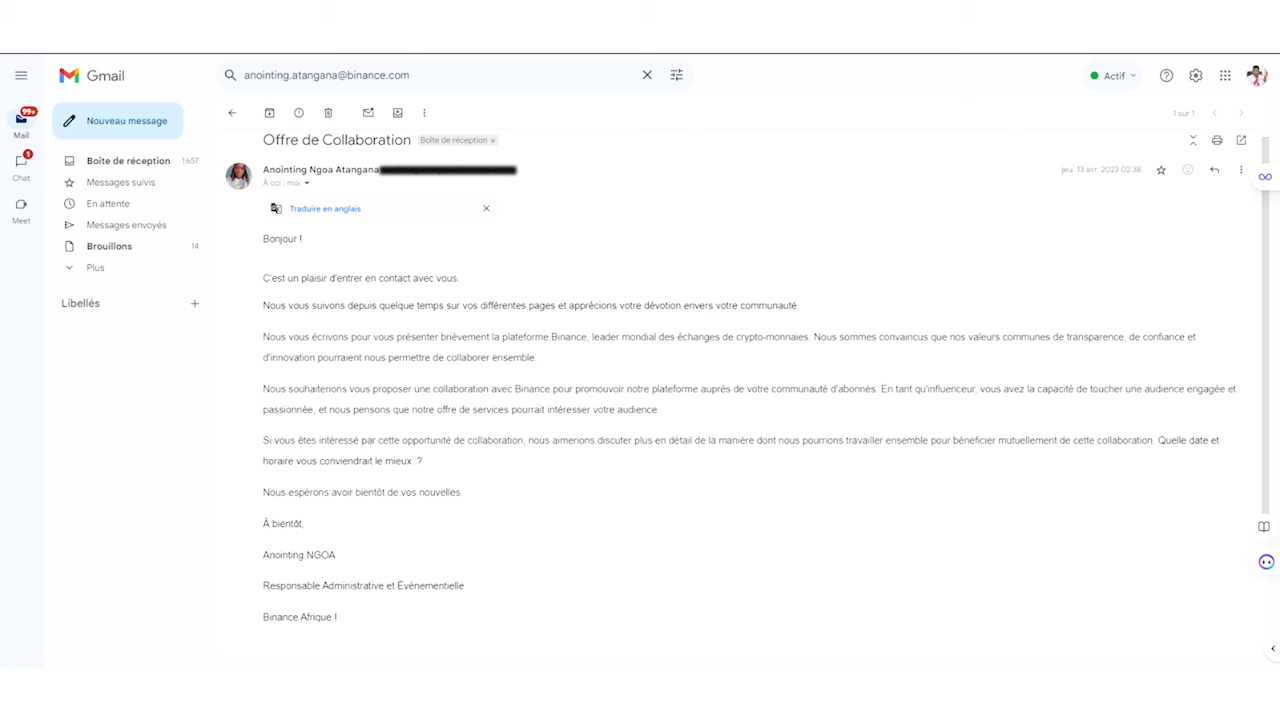 Gmail
anointing.atangana@binance.com
Actif
99+
Mail
1
Chat
Meet
Nouveau message
Boîte de réception 1657
Messages suivis
En attente
Messages envoyés
Brouillons 14
Plus
Libellés
1 sur 1
Offre de Collaboration Boîte de réception ×
Anointing Ngoa Atangana
À cci : moi
jeu. 13 avr. 2023 02:38
Traduire en anglais
Bonjour !
C'est un plaisir d'entrer en contact avec vous.
Nous vous suivons depuis quelque temps sur vos différentes pages et apprécions votre dévotion envers votre communauté.
Nous vous écrivons pour vous présenter brièvement la plateforme Binance, leader mondial des échanges de crypto-monnaies. Nous sommes convaincus que nos valeurs communes de transparence, de confiance et
d'innovation pourraient nous permettre de collaborer ensemble.
Nous souhaiterions vous proposer une collaboration avec Binance pour promouvoir notre plateforme auprès de votre communauté d'abonnés. En tant qu'influenceur, vous avez la capacité de toucher une audience engagée et
passionnée, et nous pensons que notre offre de services pourrait intéresser votre audience.
Si vous êtes intéressé par cette opportunité de collaboration, nous aimerions discuter plus en détail de la manière dont nous pourrions travailler ensemble pour bénéficier mutuellement de cette collaboration. Quelle date et
horaire vous conviendrait le mieux ?
Nous espérons avoir bientôt de vos nouvelles.
À bientôt,
Anointing NGOA
Responsable Administrative et Événementielle
Binance Afrique !